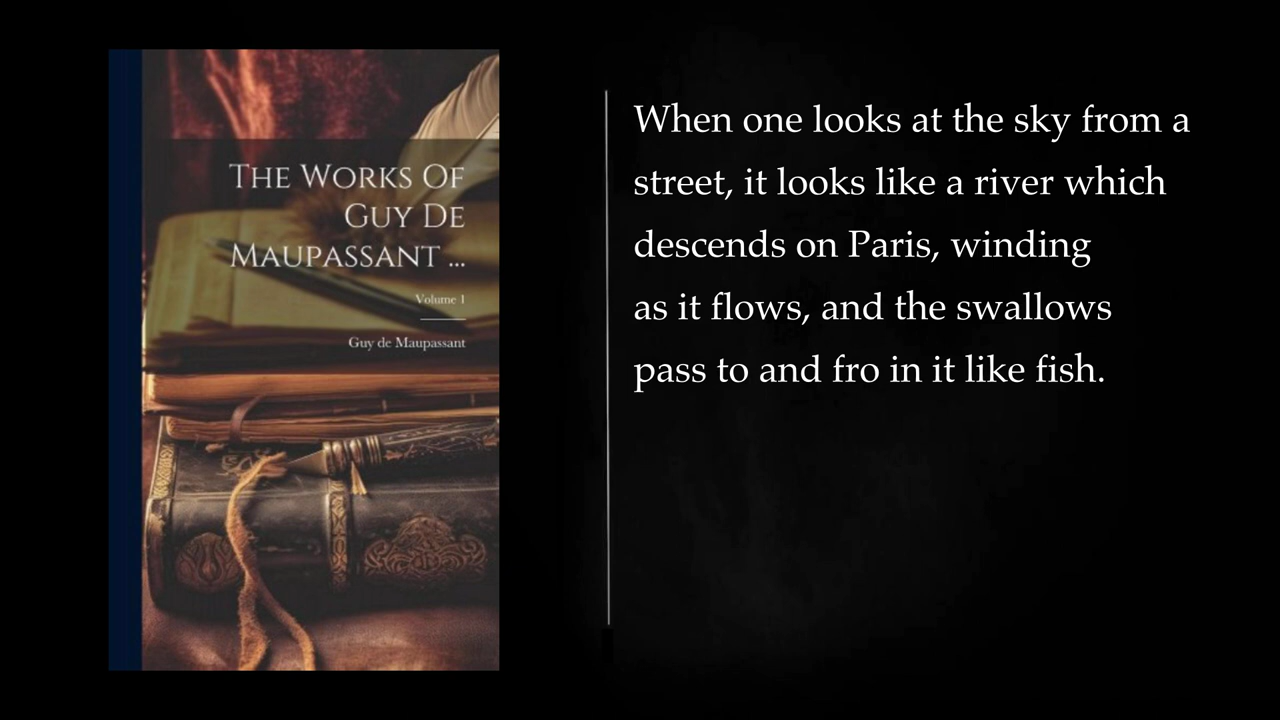 The Works Of
Guy De
Maupassant ...
Volume 1
Guy de Maupassant
When one looks at the sky from a
street, it looks like a river which
descends on Paris, winding
as it flows, and the swallows
pass to and fro in it like fish.